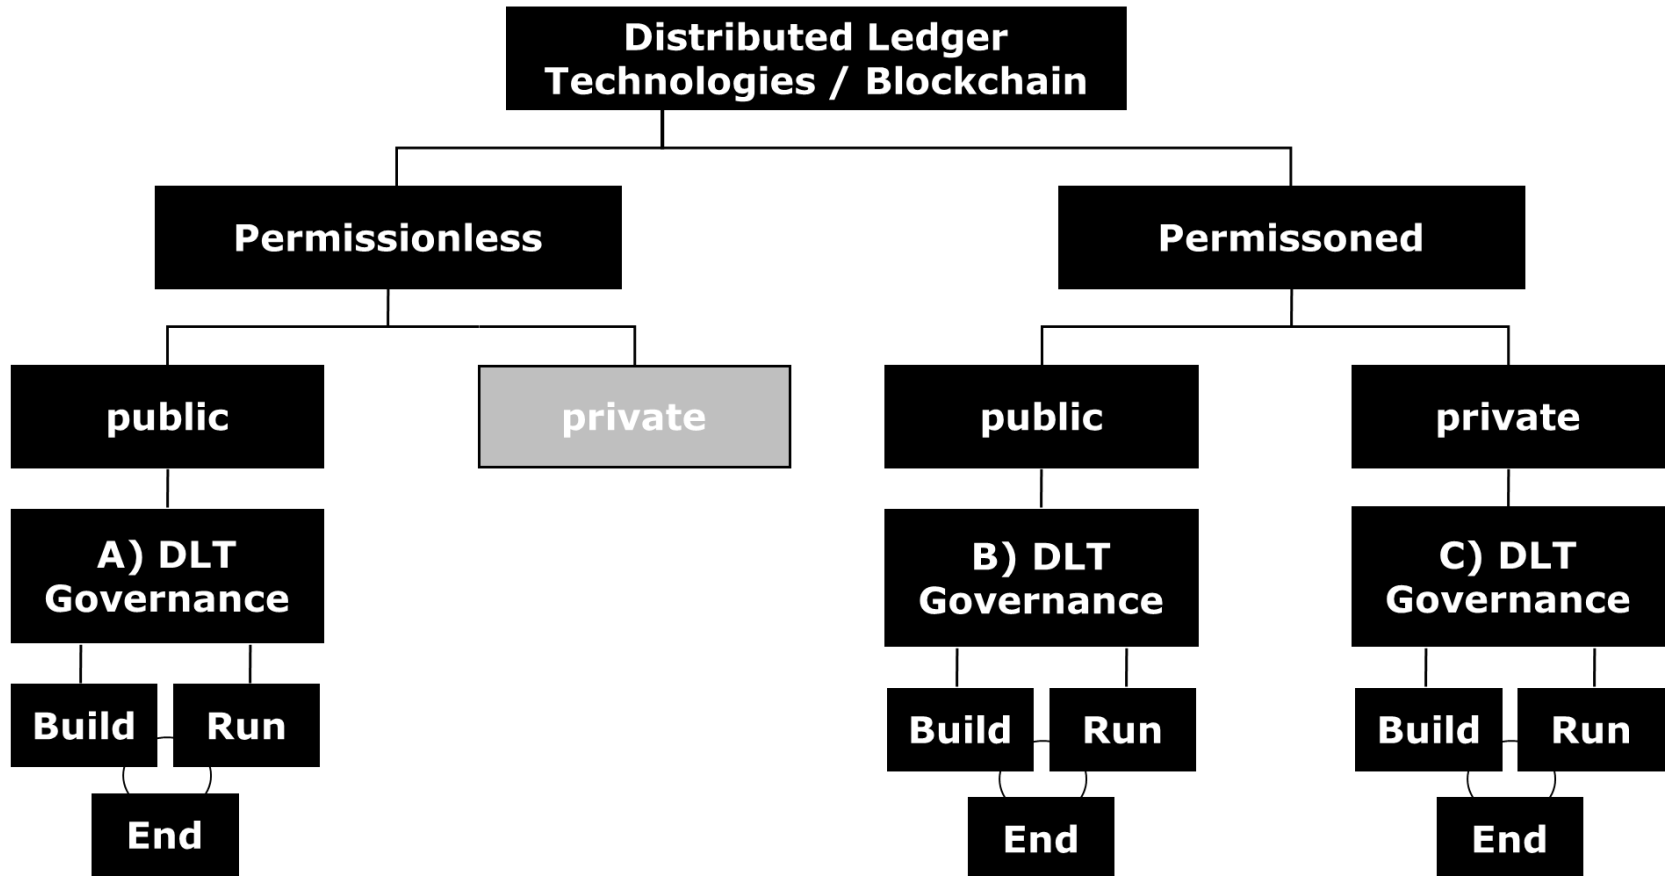 Distributed Ledger
Technologies / Blockchain
Permissionless
Permissoned
public
private
public
private
A) DLT
Governance
B) DLT
Governance
C) DLT
Governance
Build
Run
Build
Run
Build
Run
End
End
End